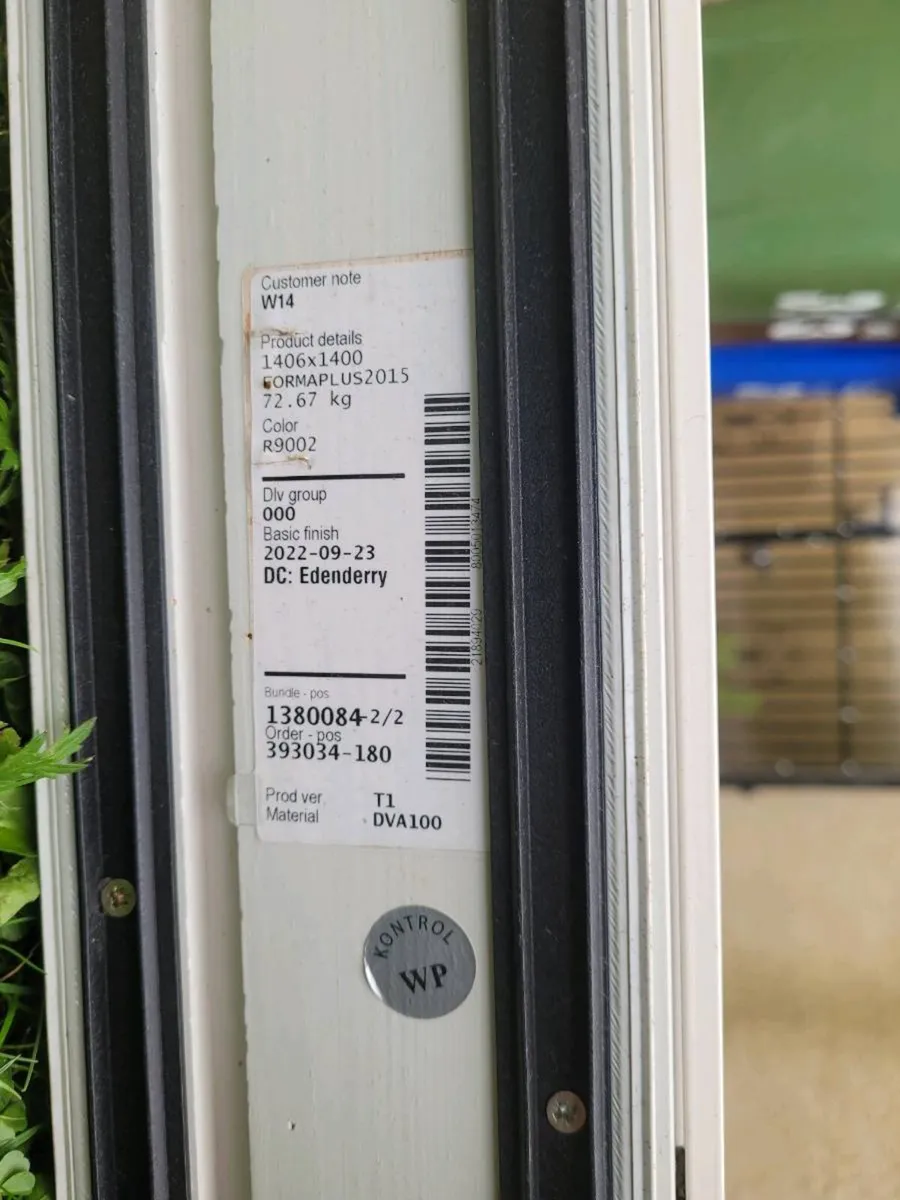 Customer note
W14
Product details
1406x1400
FORMAPLUS2015
72.67 kg
Color
R9002
Dlv group
000
Basic finish
2022-09-23
DC: Edenderry
Bundle - pos
1380084-2/2
Order - pos
393034-180
Prod ver. T1
Material DVA100
21894020 8005013474
KONTROL
WP